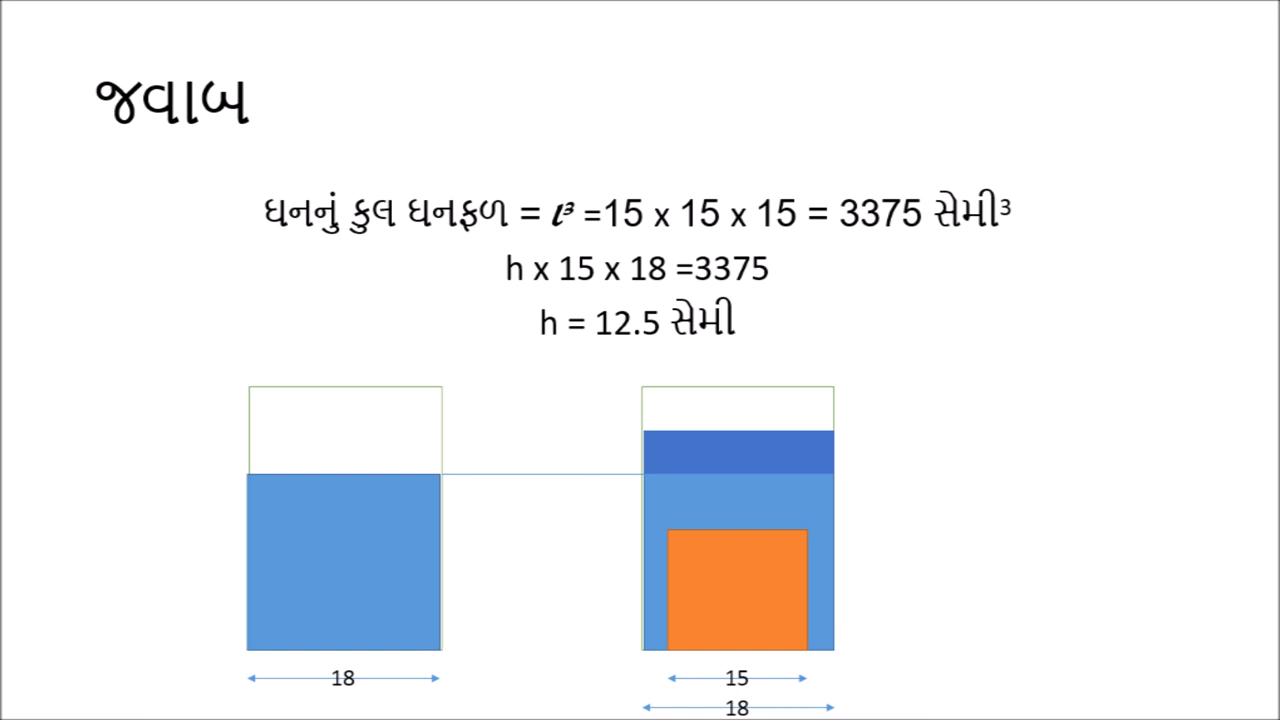 જવાબ
ઘનનું કુલ ઘનફળ = l³ =15 x 15 x 15 = 3375 સેમી³
h x 15 x 18 =3375
h = 12.5 સેમી
18
15
18